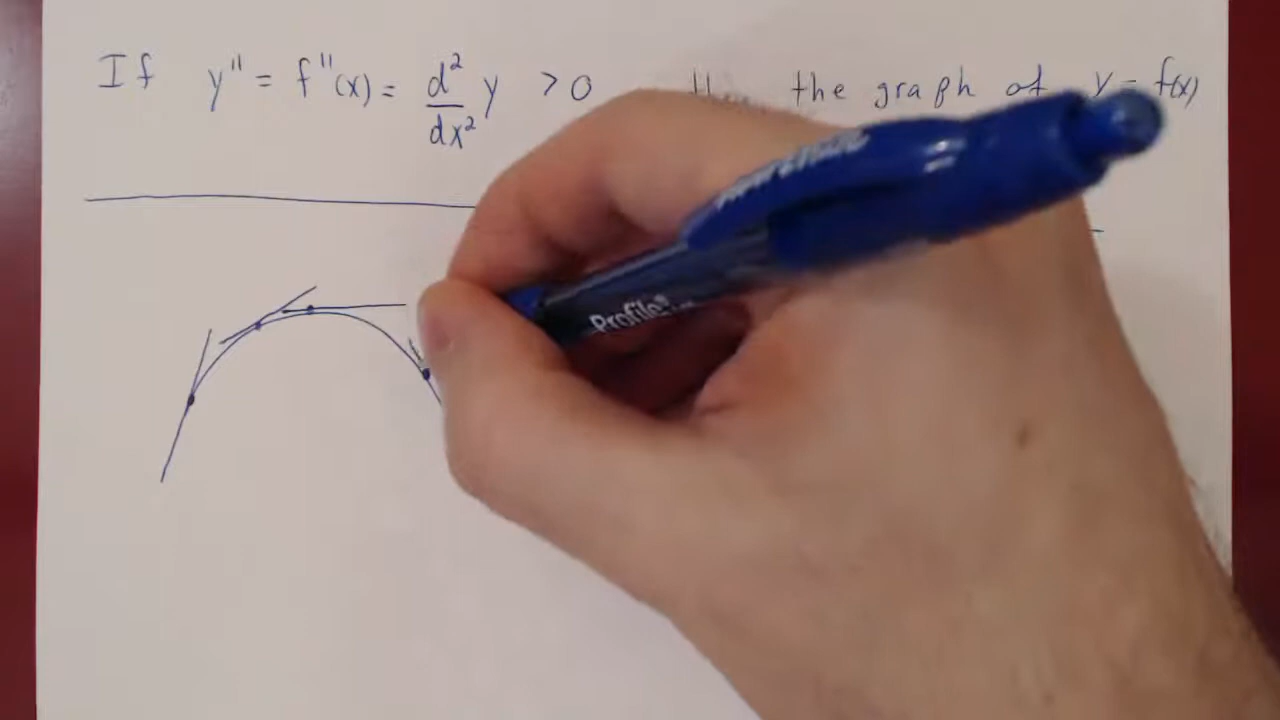 If y'' = f''(x) = d²/dx² y > 0 the graph of y = f(x)
Profile®